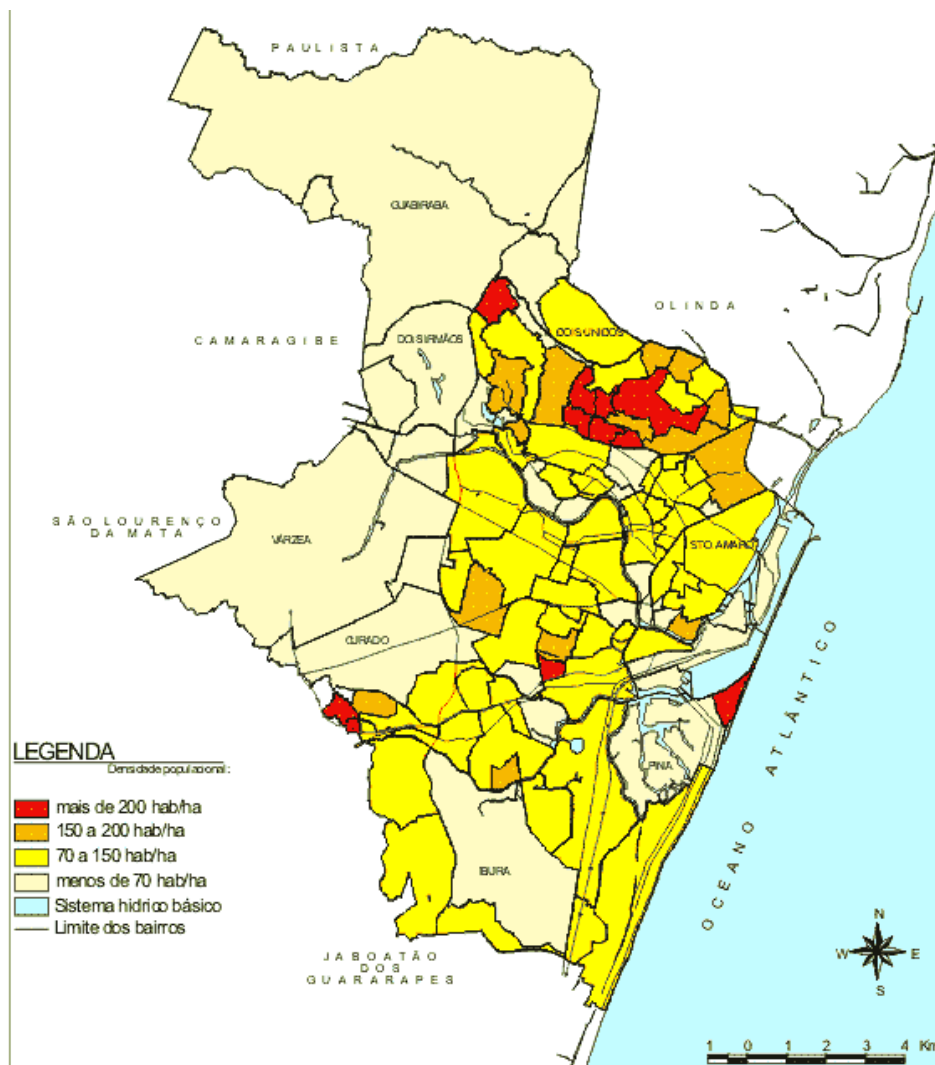 PAULISTA
GUABIRABA
OLINDA
CAMARAGIBE
DOIS IRMÃOS
DOIS UNIDOS
SÃO LOURENÇO
DA MATA
VÁRZEA
STO. AMARO
CURADO
OCEANO ATLÂNTICO
PINA
IBURA
JABOATÃO
DOS
GUARARAPES
LEGENDA
Densidade populacional:
mais de 200 hab/ha
150 a 200 hab/ha
70 a 150 hab/ha
menos de 70 hab/ha
Sistema hídrico básico
Limite dos bairros
N
W E
S
1 0 1 2 3 4 Km